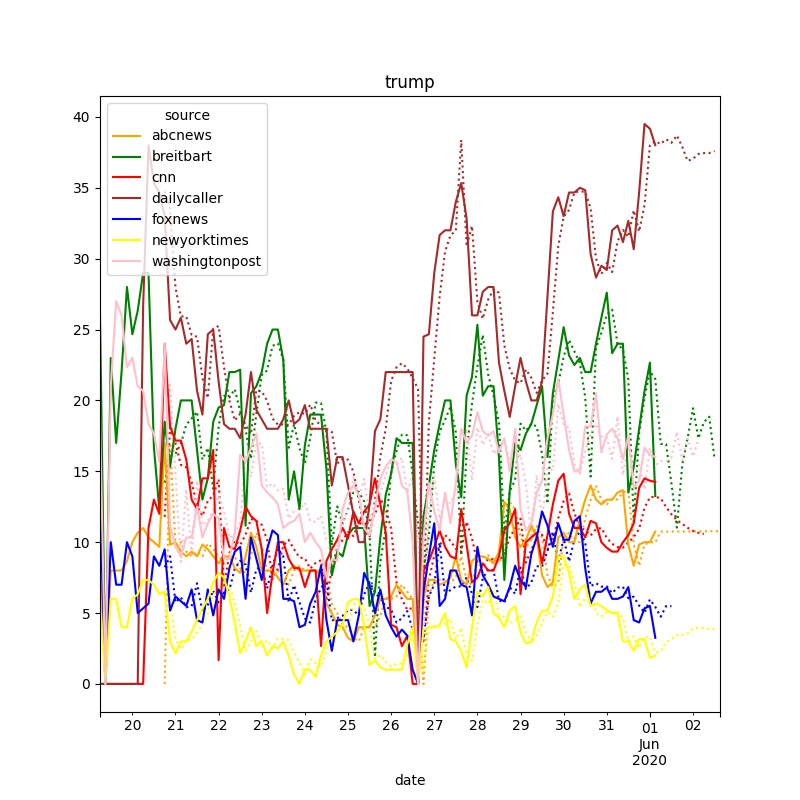 trump
source
abcnews
breitbart
cnn
dailycaller
foxnews
newyorktimes
washingtonpost
40
35
30
25
20
15
10
5
0
20 21 22 23 24 25 26 27 28 29 30 31 01 02
Jun
2020
date